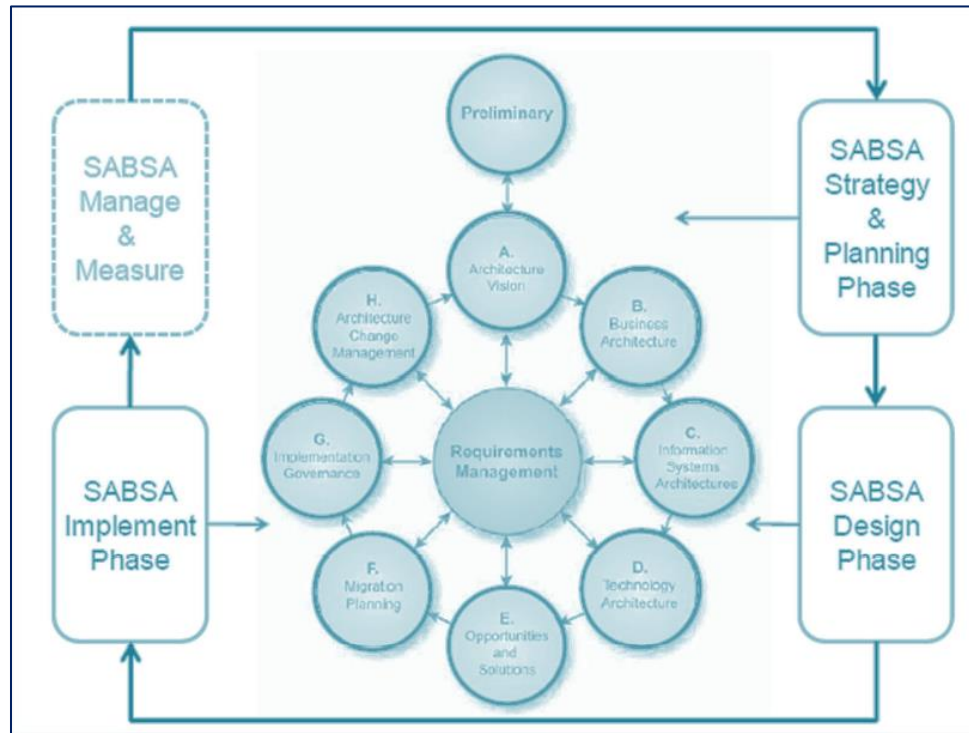 Preliminary
SABSA
Manage
&
Measure
SABSA
Strategy
&
Planning
Phase
A.
Architecture
Vision
H.
Architecture
Change
Management
B.
Business
Architecture
G.
Implementation
Governance
Requirements
Management
C.
Information
Systems
Architectures
SABSA
Implement
Phase
SABSA
Design
Phase
F.
Migration
Planning
D.
Technology
Architecture
E.
Opportunities
and
Solutions